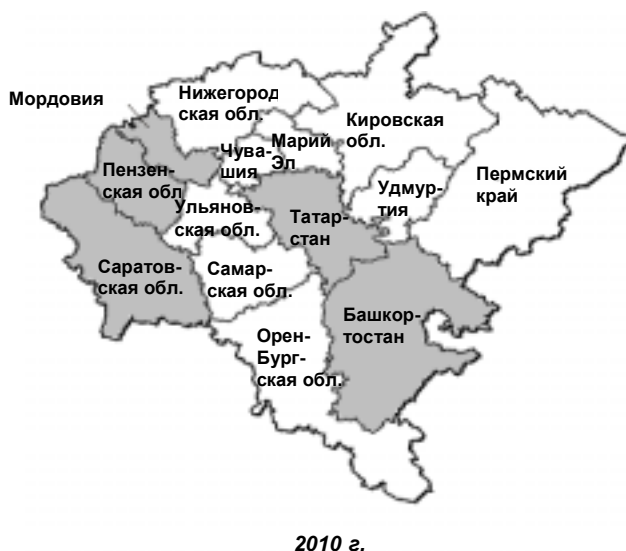 Нижегород
ская обл.
Мордовия
Кировская
обл.
Марий
Эл
Чува-
шия
Пермский
край
Пензен-
ская обл
Удмур-
тия
Ульянов-
ская обл.
Татар-
стан
Саратов-
ская обл.
Самар-
ская обл.
Башкор-
тостан
Орен-
Бург-
ская обл.
2010 г.